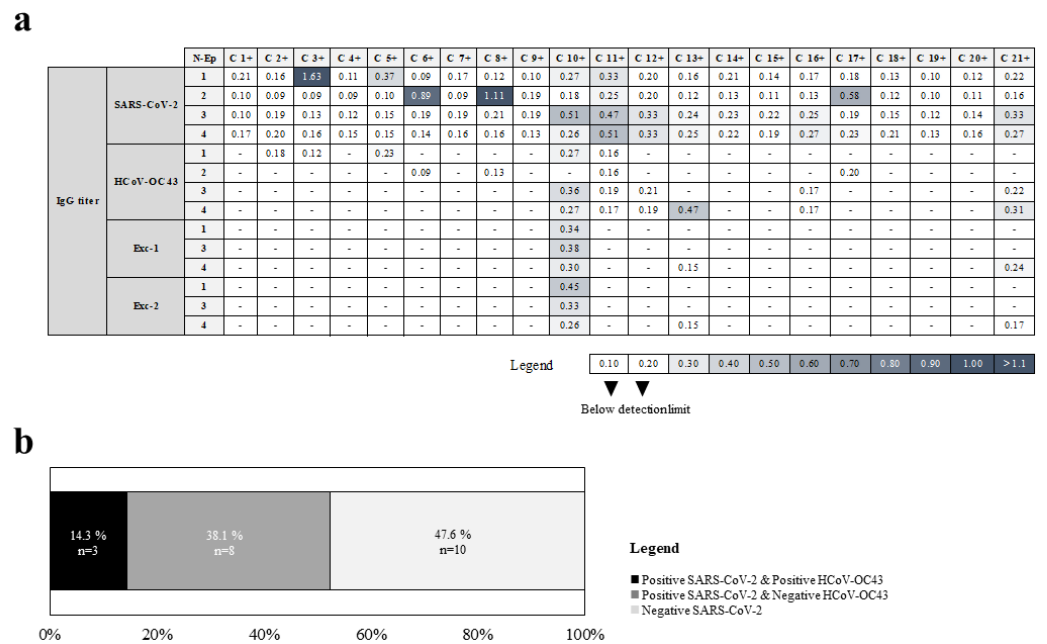 a
N-Ep C 1+ C 2+ C 3+ C 4+ C 5+ C 6+ C 7+ C 8+ C 9+ C 10+ C 11+ C 12+ C 13+ C 14+ C 15+ C 16+ C 17+ C 18+ C 19+ C 20+ C 21+
IgG titer
SARS-CoV-2
1 0.21 0.16 1.63 0.11 0.37 0.09 0.17 0.12 0.10 0.27 0.33 0.20 0.16 0.21 0.14 0.17 0.18 0.13 0.10 0.12 0.22
2 0.10 0.09 0.09 0.09 0.10 0.89 0.09 1.11 0.19 0.18 0.25 0.20 0.12 0.13 0.11 0.13 0.58 0.12 0.10 0.11 0.16
3 0.10 0.19 0.13 0.12 0.15 0.19 0.19 0.21 0.19 0.51 0.47 0.33 0.24 0.23 0.22 0.25 0.19 0.15 0.12 0.14 0.33
4 0.17 0.20 0.16 0.15 0.15 0.14 0.16 0.16 0.13 0.26 0.51 0.33 0.25 0.22 0.19 0.27 0.23 0.21 0.13 0.16 0.27
HCoV-OC43
1 - 0.18 0.12 - 0.23 - - - - 0.27 0.16 - - - - - - - - - -
2 - - - - - 0.09 - 0.13 - - 0.16 - - - - - 0.20 - - - -
3 - - - - - - - - - 0.36 0.19 0.21 - - - 0.17 - - - - 0.22
4 - - - - - - - - - 0.27 0.17 0.19 0.47 - - 0.17 - - - - 0.31
Exc-1
1 - - - - - - - - - 0.34 - - - - - - - - - - -
3 - - - - - - - - - 0.38 - - - - - - - - - - -
4 - - - - - - - - - 0.30 - - 0.15 - - - - - - - 0.24
Exc-2
1 - - - - - - - - - 0.45 - - - - - - - - - - -
3 - - - - - - - - - 0.33 - - - - - - - - - - -
4 - - - - - - - - - 0.26 - - 0.15 - - - - - - - 0.17
Legend 0.10 0.20 0.30 0.40 0.50 0.60 0.70 0.80 0.90 1.00 >1.1
Below detection limit
b
14.3 %
n=3
38.1 %
n=8
47.6 %
n=10
0% 20% 40% 60% 80% 100%
Legend
Positive SARS-CoV-2 & Positive HCoV-OC43
Positive SARS-CoV-2 & Negative HCoV-OC43
Negative SARS-CoV-2